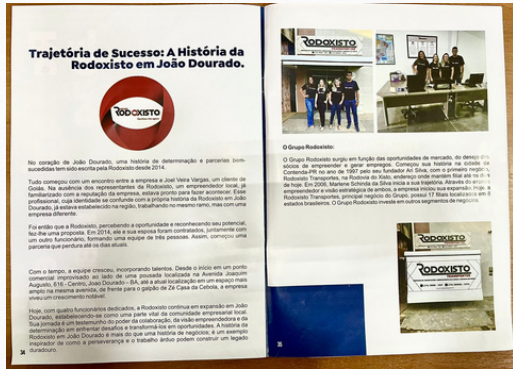 Trajetória de Sucesso: A História da
Rodoxisto em João Dourado.
RODOXISTO
No coração de João Dourado, uma história de determinação e parcerias bem-
sucedidas tem sido escrita pela Rodoxisto desde 2014.
Tudo começou com um encontro entre a empresa e Joel Vieira Vargas, um cliente de
Goiás. Na ausência dos representantes da Rodoxisto, um empreendedor local, já
familiarizado com a reputação da empresa, estava pronto para fazer acontecer. Esse
profissional, cuja identidade se confunde com a própria história da Rodoxisto em João
Dourado, já estava estabelecido na região, trabalhando no mesmo ramo, mas com uma
empresa diferente.
Foi então que a Rodoxisto, percebendo a oportunidade e reconhecendo seu potencial,
fez-lhe uma proposta. Em 2014, ele e sua esposa foram contratados, juntamente com
um outro funcionário, formando uma equipe de três pessoas. Assim, começou uma
parceria que perdura até os dias atuais.
Com o tempo, a equipe cresceu, incorporando talentos. Desde o início em um ponto
comercial improvisado ao lado de uma pousada localizada na Avenida Joaquim
Augusto, 616 - Centro, Joao Dourado – BA, até a atual localização em um espaço mais
amplo na mesma avenida, de frente para o galpão de Zé Casa da Cebola, a empresa
viveu um crescimento notável.
Hoje, com quatro funcionários dedicados, a Rodoxisto continua em expansão em João
Dourado, estabelecendo-se como uma parte vital da comunidade empresarial local.
Sua jornada é um testemunho do poder da colaboração, da visão empreendedora e da
determinação em enfrentar desafios e transformá-los em oportunidades. A história da
Rodoxisto em João Dourado é mais do que uma história de negócios; é um exemplo
inspirador de como a perseverança e o trabalho árduo podem construir um legado
duradouro.
34
RODOXISTO
O Grupo Rodoxisto:
O Grupo Rodoxisto surgiu em função das oportunidades de mercado, do desejo dos
sócios de empreender e gerar empregos. Começou sua história na cidade de
Contenda-PR no ano de 1997 pelo seu fundador Ari Silva, com o primeiro negócio,
Rodoxisto Transportes, na Rodovia do Xisto, endereço onde mantém filial até os dias
de hoje. Em 2006, Marlene Schinda da Silva inicia a sua trajetória. Através do
empreendedor e visão estratégica de ambos, a empresa iniciou sua expansão. Hoje, a
Rodoxisto Transportes, principal negócio do Grupo, possui 17 filiais localizadas em 8
estados brasileiros. O Grupo Rodoxisto investe em outros segmentos de negócios.
RODOXISTO
RODOXISTO
35